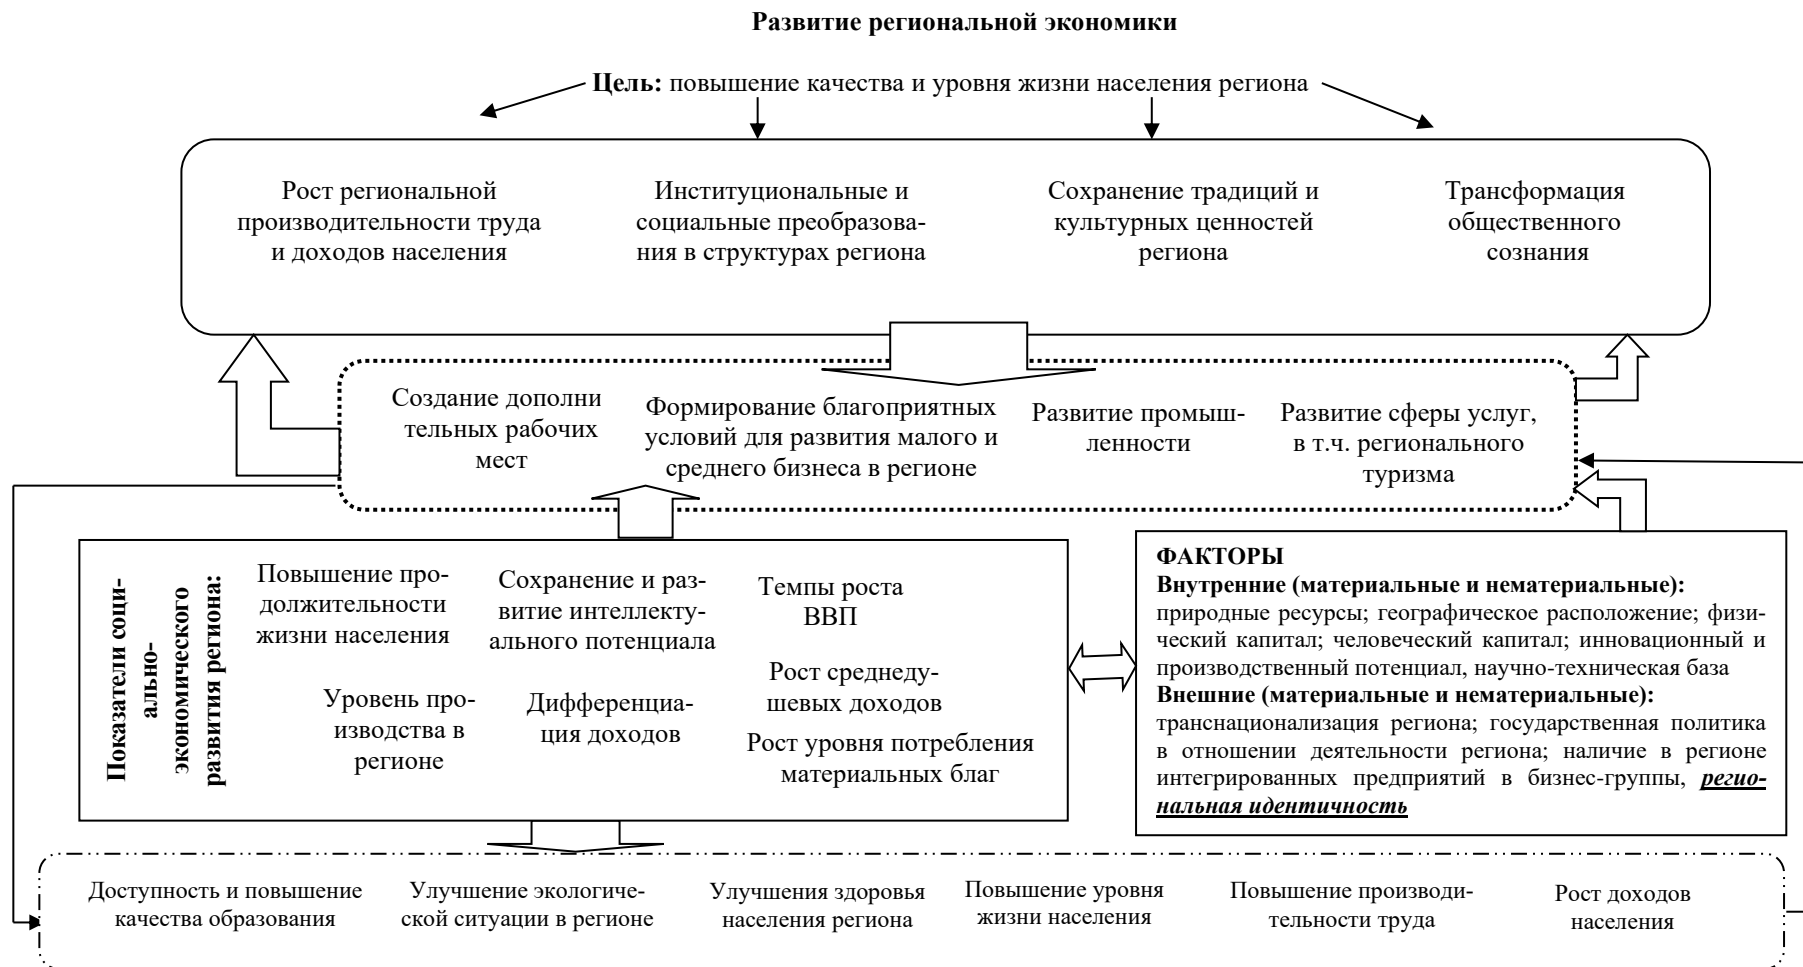 Развитие региональной экономики
Цель: повышение качества и уровня жизни населения региона
Рост региональной
производительности труда
и доходов населения
Институциональные и
социальные преобразова-
ния в структурах региона
Сохранение традиций и
культурных ценностей
региона
Трансформация
общественного
сознания
Создание дополни
тельных рабочих
мест
Формирование благоприятных
условий для развития малого и
среднего бизнеса в регионе
Развитие промыш-
ленности
Развитие сферы услуг,
в т.ч. регионального
туризма
Показатели соци-
ально-
экономического
развития региона:
Повышение про-
должительности
жизни населения
Сохранение и раз-
витие интеллекту-
ального потенциала
Темпы роста
ВВП
Уровень про-
изводства в
регионе
Дифференциа-
ция доходов
Рост среднеду-
шевых доходов
Рост уровня потребления
материальных благ
ФАКТОРЫ
Внутренние (материальные и нематериальные):
природные ресурсы; географическое расположение; физи-
ческий капитал; человеческий капитал; инновационный и
производственный потенциал, научно-техническая база
Внешние (материальные и нематериальные):
транснационализация региона; государственная политика
в отношении деятельности региона; наличие в регионе
интегрированных предприятий в бизнес-группы, регио-
нальная идентичность
Доступность и повышение
качества образования
Улучшение экологиче-
ской ситуации в регионе
Улучшения здоровья
населения региона
Повышение уровня
жизни населения
Повышение производи-
тельности труда
Рост доходов
населения